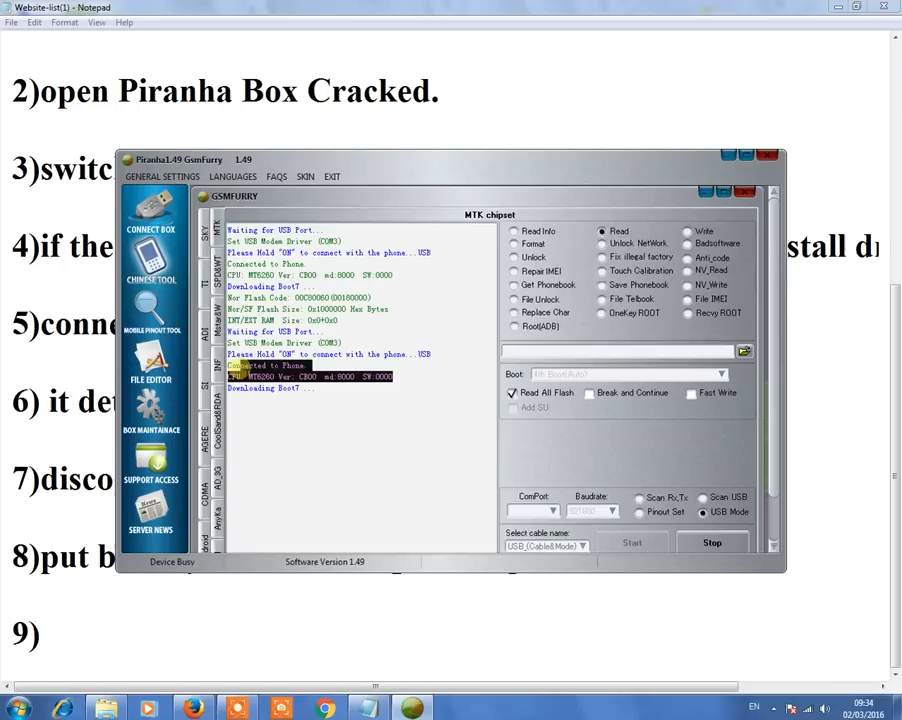 Website-list(1) - Notepad
File Edit Format View Help
2)open Piranha Box Cracked.
3)switc
4)if the
stall dr
5)conne
6) it det
7)disco
8)put b
9)
Piranha1.49 GsmFurry 1.49
GENERAL SETTINGS LANGUAGES FAQS SKIN EXIT
CONNECT BOX
CHINESE TOOL
MOBILE PINOUT TOOL
FILE EDITOR
BOX MAINTAINACE
SUPPORT ACCESS
SERVER NEWS
GSMFURRY
MTK chipset
SKY
TI
ADI
SI
AGERE
CDMA
droid
MTK
SPD&WT
Mstar&W
INF
CoolSand&RDA
AD_3G
AnyKa
Waiting for USB Port...
Set USB Modem Driver (COM3)
Please Hold "ON" to connect with the phone...USB
Connected to Phone.
CPU: MT6260 Ver: CB00 md:8000 SW:0000
Downloading Boot7 ...
Nor Flash Code: 00C80060(00180000)
Nor/SF Flash Size: 0x1000000 Hex Bytes
INT/EXT RAM Size: 0x0+0x0
Waiting for USB Port...
Set USB Modem Driver (COM3)
Please Hold "ON" to connect with the phone...USB
Connected to Phone.
CPU: MT6260 Ver: CB00 md:8000 SW:0000
Downloading Boot7 ...
Read Info Read Write
Format Unlock NetWork Badsoftware
Unlock Fix illegal factory Anti_code
Repair IMEI Touch Calibration NV_Read
Get Phonebook Save Phonebook NV_Write
File Unlock File Telbook File IMEI
Replace Char OneKey ROOT Recvy ROOT
Root(ADB)
Boot: 4th Boot(Auto)
Read All Flash Break and Continue Fast Write
Add SU
ComPort: Baudrate: Scan Rx,Tx Scan USB
921600 Pinout Set USB Mode
Select cable name:
USB_(Cable&Mode) Start Stop
Device Busy Software Version 1.49
EN
09:34
02/03/2016